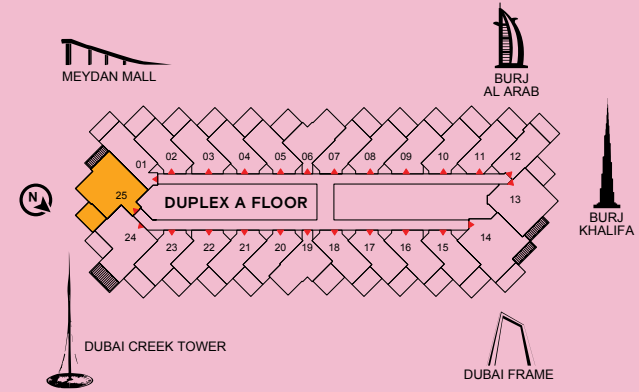 MEYDAN MALL
BURJ
AL ARAB
01 02 03 04 05 06 07 08 09 10 11 12
N
25
DUPLEX A FLOOR
13
BURJ
KHALIFA
24 23 22 21 20 19 18 17 16 15 14
DUBAI CREEK TOWER
DUBAI FRAME